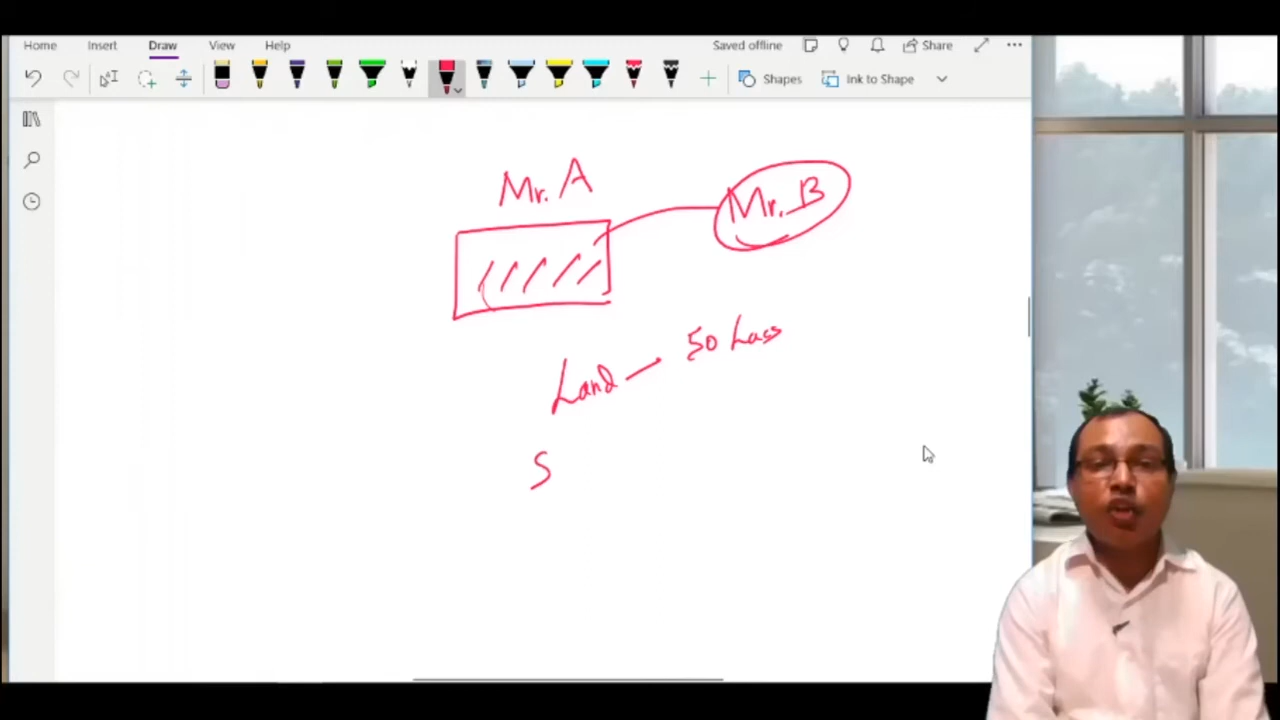 Home Insert Draw View Help Saved offline Share
Shapes Ink to Shape
Mr. A
Mr. B
Land — 50 Lacs
S